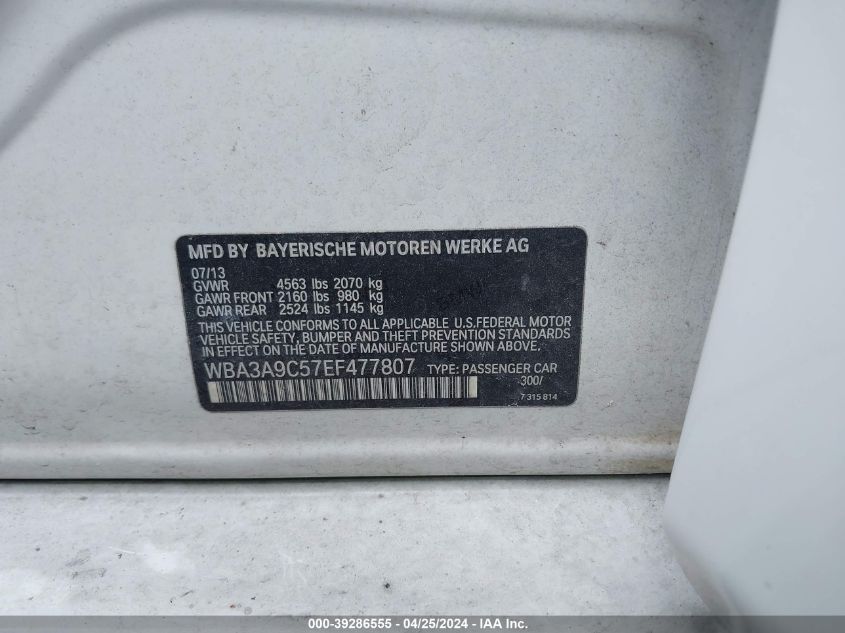 MFD BY BAYERISCHE MOTOREN WERKE AG
07/13
GVWR 4563 lbs 2070 kg
GAWR FRONT 2160 lbs 980 kg
GAWR REAR 2524 lbs 1145 kg
THIS VEHICLE CONFORMS TO ALL APPLICABLE U.S.FEDERAL MOTOR
VEHICLE SAFETY, BUMPER AND THEFT PREVENTION STANDARDS
IN EFFECT ON THE DATE OF MANUFACTURE SHOWN ABOVE.
WBA3A9C57EF477807 TYPE: PASSENGER CAR
300/
7 315 814
000-39286555 - 04/25/2024 - IAA Inc.